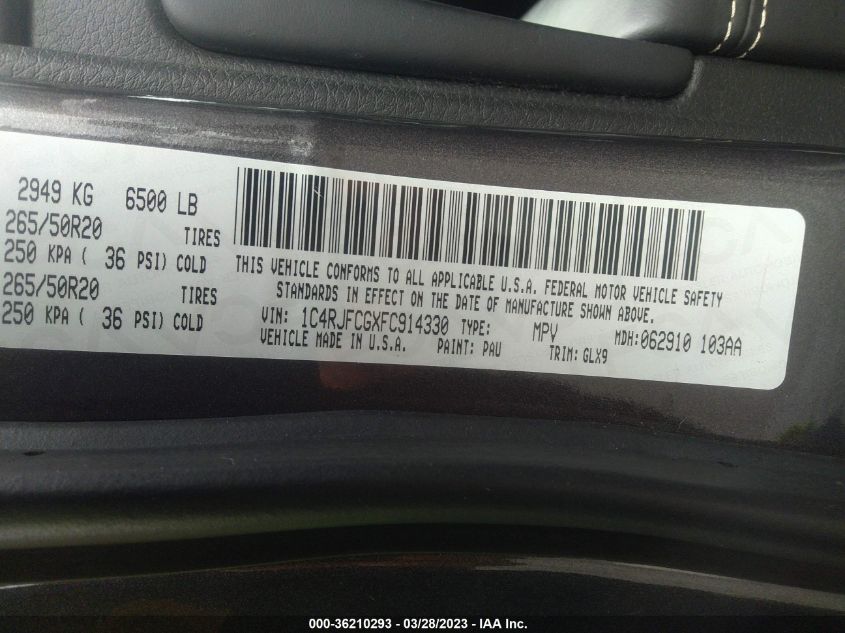 2949 KG 6500 LB
265/50R20 TIRES
250 KPA ( 36 PSI) COLD
265/50R20 TIRES
250 KPA ( 36 PSI) COLD
THIS VEHICLE CONFORMS TO ALL APPLICABLE U.S.A. FEDERAL MOTOR VEHICLE SAFETY
STANDARDS IN EFFECT ON THE DATE OF MANUFACTURE SHOWN ABOVE.
VIN: 1C4RJFCGXFC914330 TYPE: MPV MDH:062910 103AA
VEHICLE MADE IN U.S.A. PAINT: PAU TRIM: GLX9
000-36210293 - 03/28/2023 - IAA Inc.